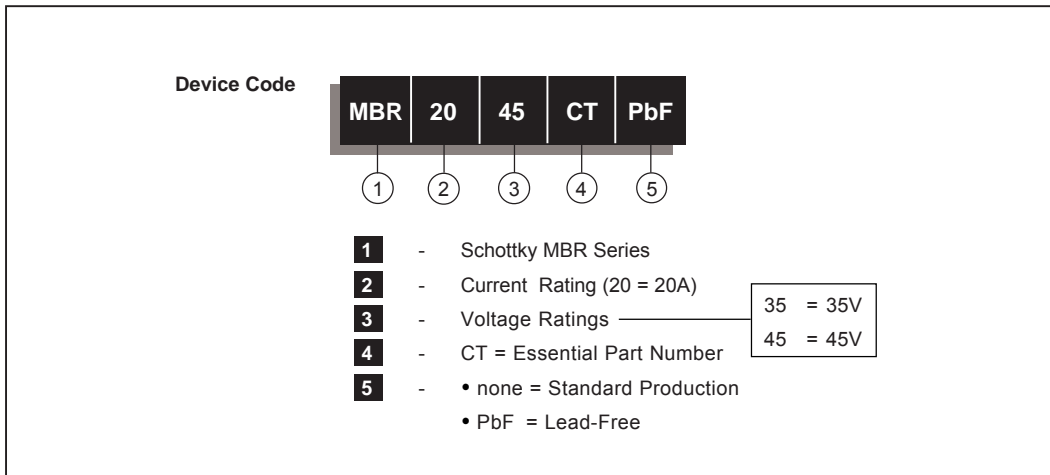 Device Code
MBR 20 45 CT PbF
1 2 3 4 5
1 - Schottky MBR Series
2 - Current Rating (20 = 20A)
3 - Voltage Ratings
35 = 35V
45 = 45V
4 - CT = Essential Part Number
5 - • none = Standard Production
• PbF = Lead-Free